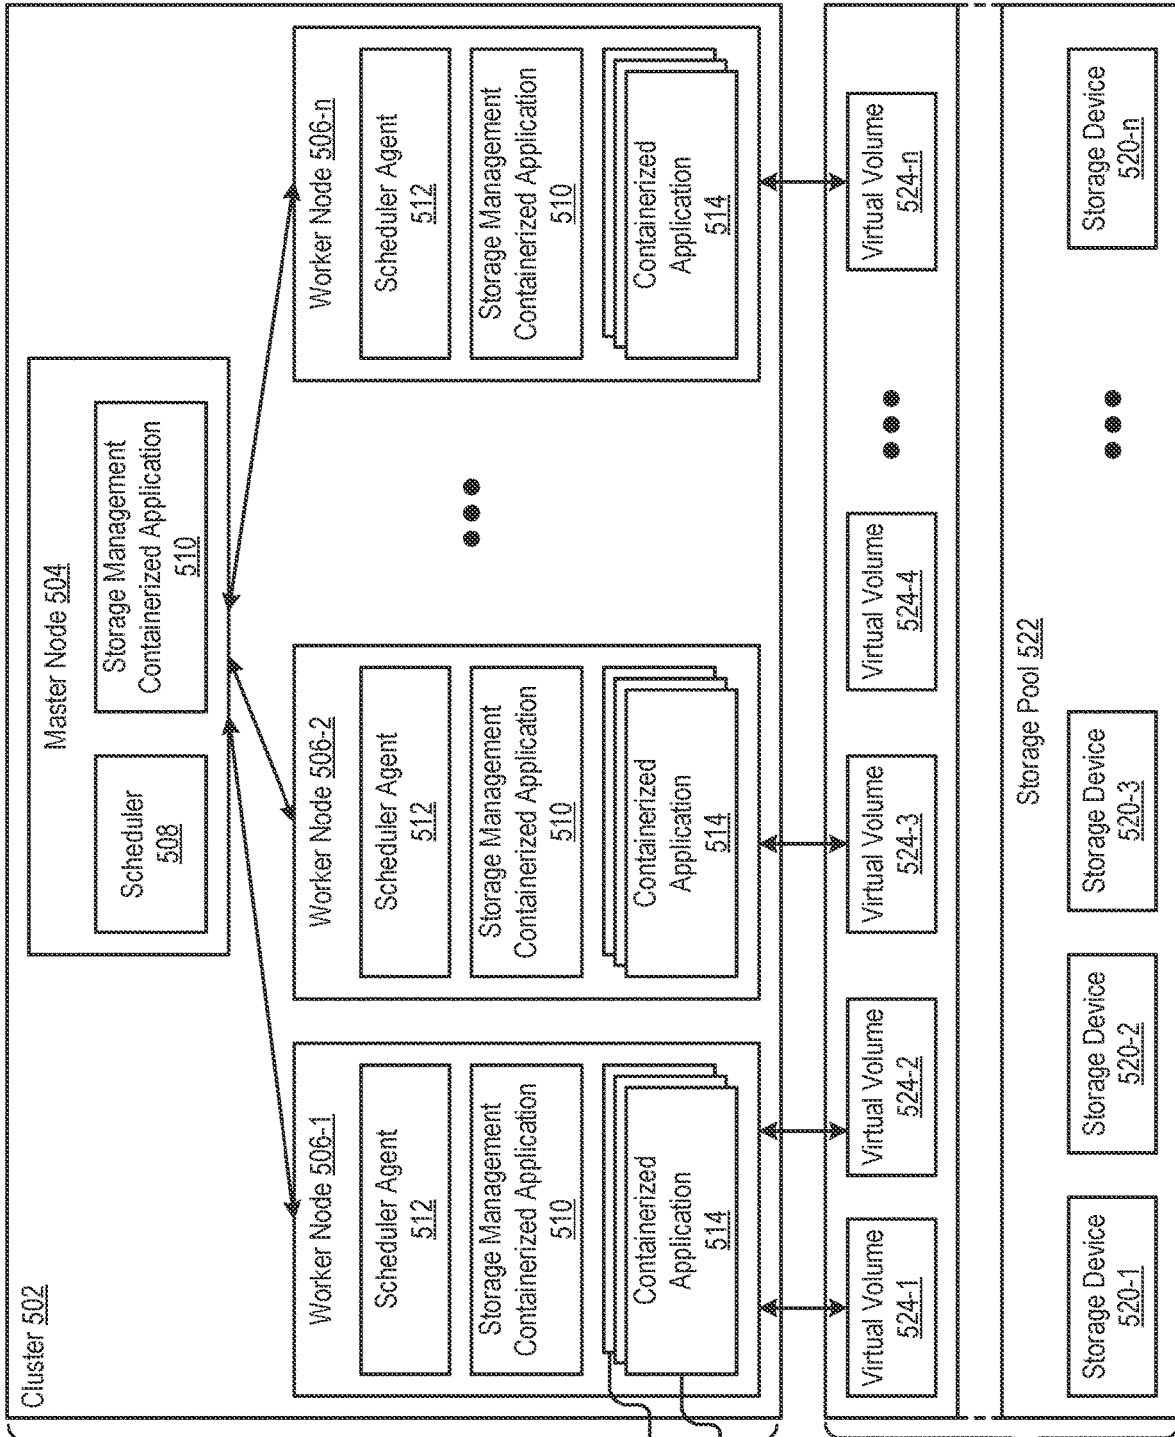 Cluster 502
Master Node 504
Scheduler
508
Storage Management
Containerized Application
510
Worker Node 506-1
Scheduler Agent
512
Storage Management
Containerized Application
510
Containerized
Application
514
Worker Node 506-2
Scheduler Agent
512
Storage Management
Containerized Application
510
Containerized
Application
514
Worker Node 506-n
Scheduler Agent
512
Storage Management
Containerized Application
510
Containerized
Application
514
Virtual Volume
524-1
Virtual Volume
524-2
Virtual Volume
524-3
Virtual Volume
524-4
Virtual Volume
524-n
Storage Pool 522
Storage Device
520-1
Storage Device
520-2
Storage Device
520-3
Storage Device
520-n